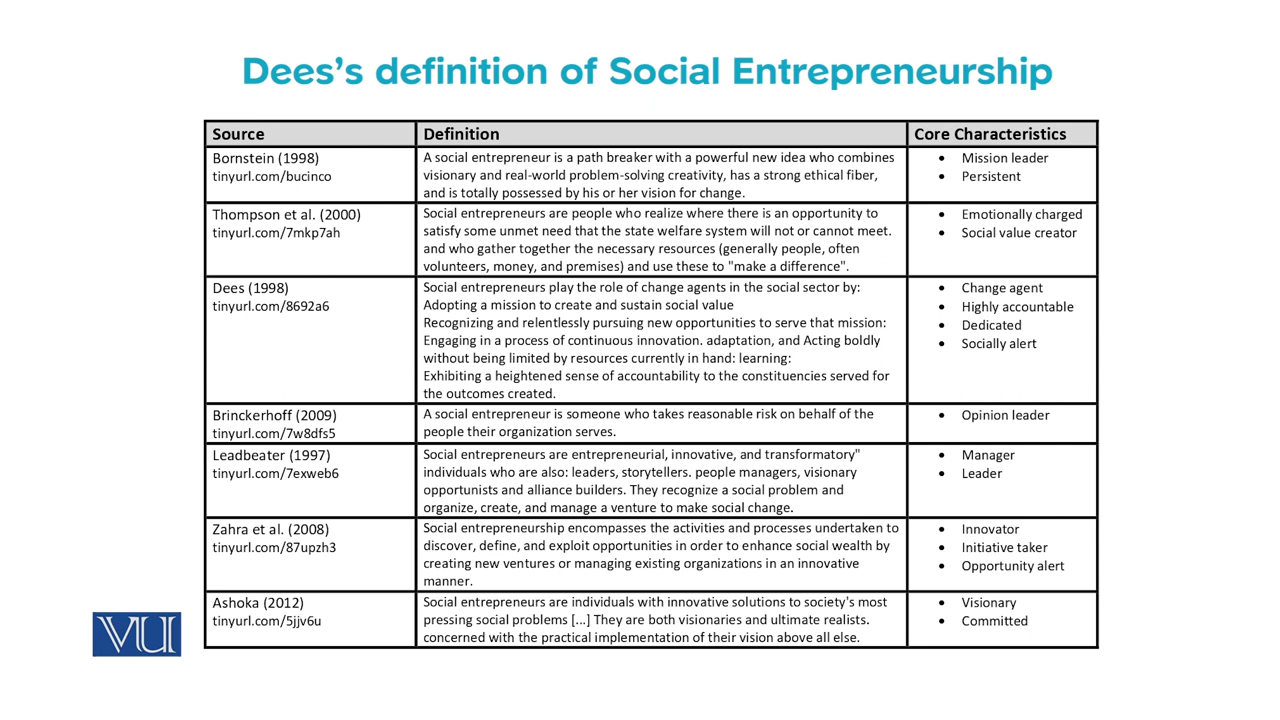 Dees’s definition of Social Entrepreneurship
Source Definition Core Characteristics
Bornstein (1998)
tinyurl.com/bucinco
A social entrepreneur is a path breaker with a powerful new idea who combines
visionary and real-world problem-solving creativity, has a strong ethical fiber,
and is totally possessed by his or her vision for change.
• Mission leader
• Persistent
Thompson et al. (2000)
tinyurl.com/7mkp7ah
Social entrepreneurs are people who realize where there is an opportunity to
satisfy some unmet need that the state welfare system will not or cannot meet.
and who gather together the necessary resources (generally people, often
volunteers, money, and premises) and use these to "make a difference".
• Emotionally charged
• Social value creator
Dees (1998)
tinyurl.com/8692a6
Social entrepreneurs play the role of change agents in the social sector by:
Adopting a mission to create and sustain social value
Recognizing and relentlessly pursuing new opportunities to serve that mission:
Engaging in a process of continuous innovation. adaptation, and Acting boldly
without being limited by resources currently in hand: learning:
Exhibiting a heightened sense of accountability to the constituencies served for
the outcomes created.
• Change agent
• Highly accountable
• Dedicated
• Socially alert
Brinckerhoff (2009)
tinyurl.com/7w8dfs5
A social entrepreneur is someone who takes reasonable risk on behalf of the
people their organization serves.
• Opinion leader
Leadbeater (1997)
tinyurl.com/7exweb6
Social entrepreneurs are entrepreneurial, innovative, and transformatory"
individuals who are also: leaders, storytellers. people managers, visionary
opportunists and alliance builders. They recognize a social problem and
organize, create, and manage a venture to make social change.
• Manager
• Leader
Zahra et al. (2008)
tinyurl.com/87upzh3
Social entrepreneurship encompasses the activities and processes undertaken to
discover, define, and exploit opportunities in order to enhance social wealth by
creating new ventures or managing existing organizations in an innovative
manner.
• Innovator
• Initiative taker
• Opportunity alert
Ashoka (2012)
tinyurl.com/5jjv6u
Social entrepreneurs are individuals with innovative solutions to society's most
pressing social problems [...] They are both visionaries and ultimate realists.
concerned with the practical implementation of their vision above all else.
• Visionary
• Committed
VU